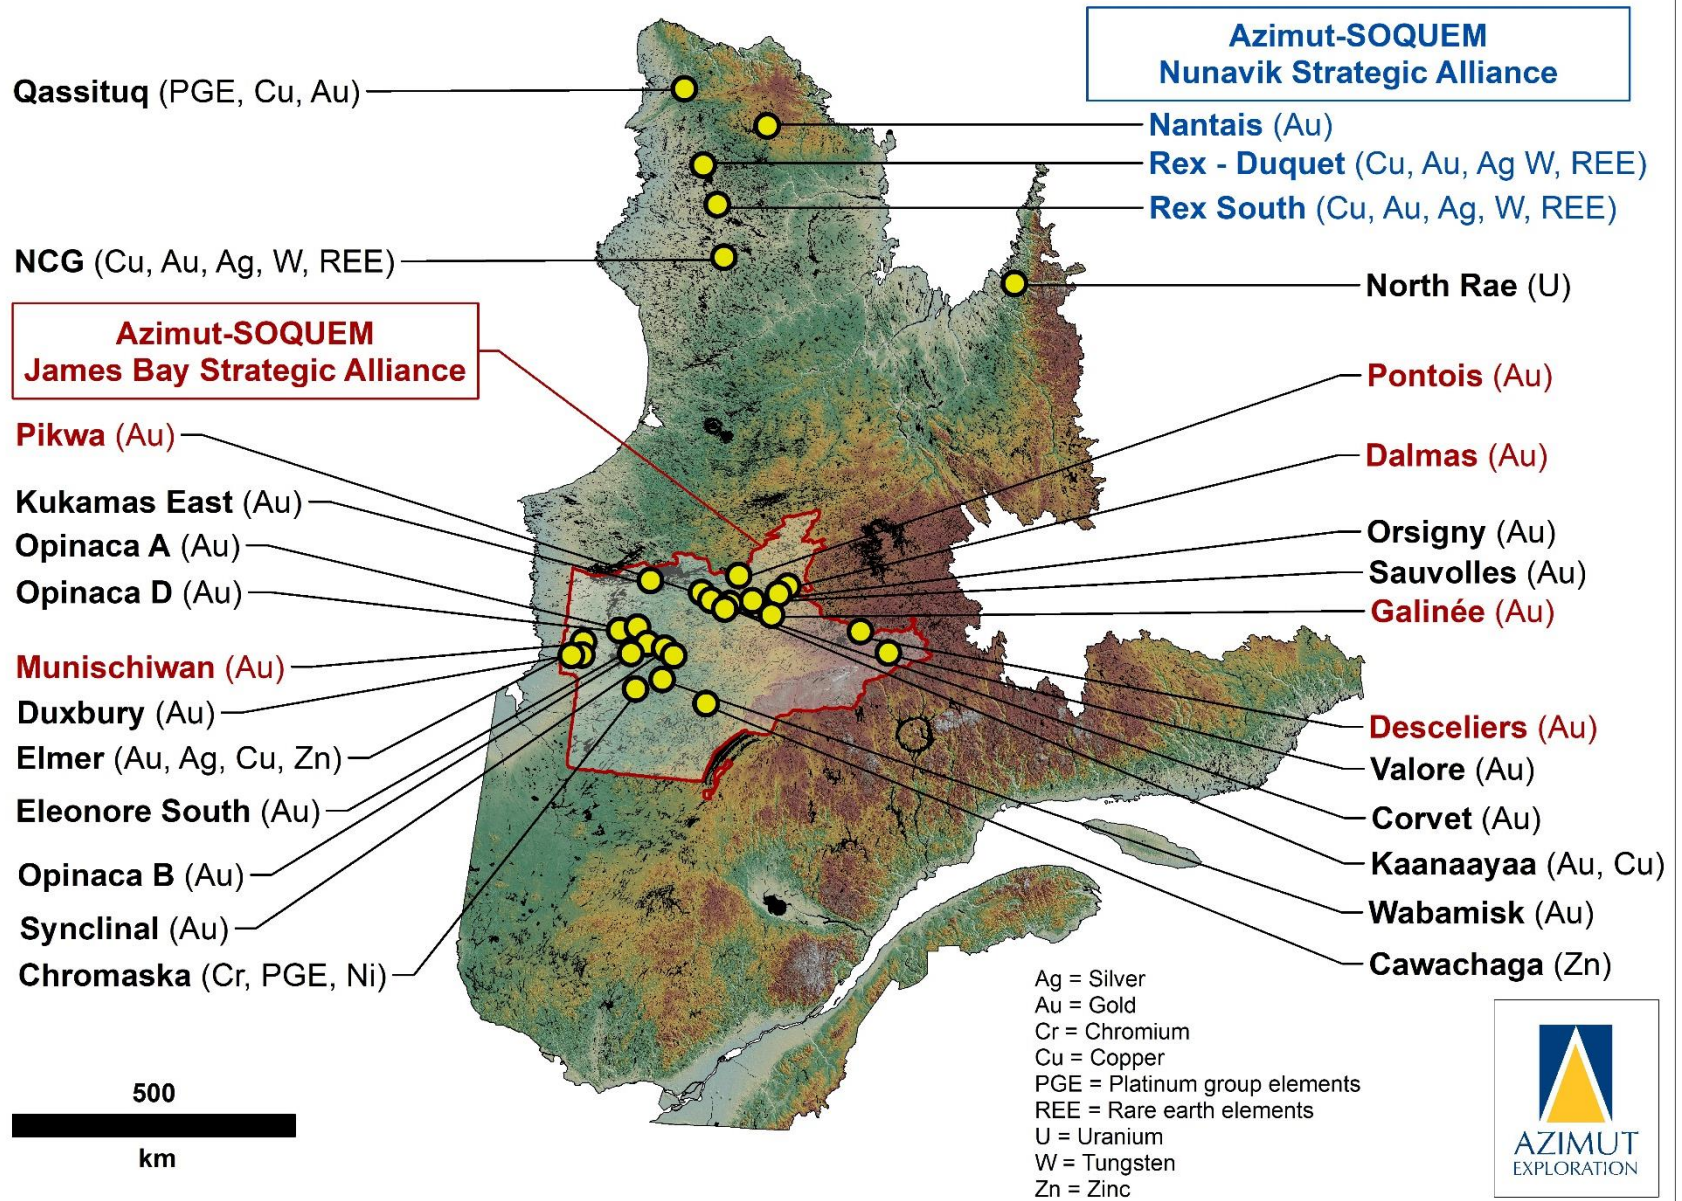 Azimut-SOQUEM
Nunavik Strategic Alliance
Qassituq (PGE, Cu, Au)
Nantais (Au)
Rex - Duquet (Cu, Au, Ag W, REE)
Rex South (Cu, Au, Ag, W, REE)
NCG (Cu, Au, Ag, W, REE)
North Rae (U)
Azimut-SOQUEM
James Bay Strategic Alliance
Pikwa (Au)
Kukamas East (Au)
Opinaca A (Au)
Opinaca D (Au)
Munischiwan (Au)
Duxbury (Au)
Elmer (Au, Ag, Cu, Zn)
Eleonore South (Au)
Opinaca B (Au)
Synclinal (Au)
Chromaska (Cr, PGE, Ni)
Pontois (Au)
Dalmas (Au)
Orsigny (Au)
Sauvolles (Au)
Galinée (Au)
Desceliers (Au)
Valore (Au)
Corvet (Au)
Kaanaayaa (Au, Cu)
Wabamisk (Au)
Cawachaga (Zn)
500
km
Ag = Silver
Au = Gold
Cr = Chromium
Cu = Copper
PGE = Platinum group elements
REE = Rare earth elements
U = Uranium
W = Tungsten
Zn = Zinc
AZIMUT
EXPLORATION